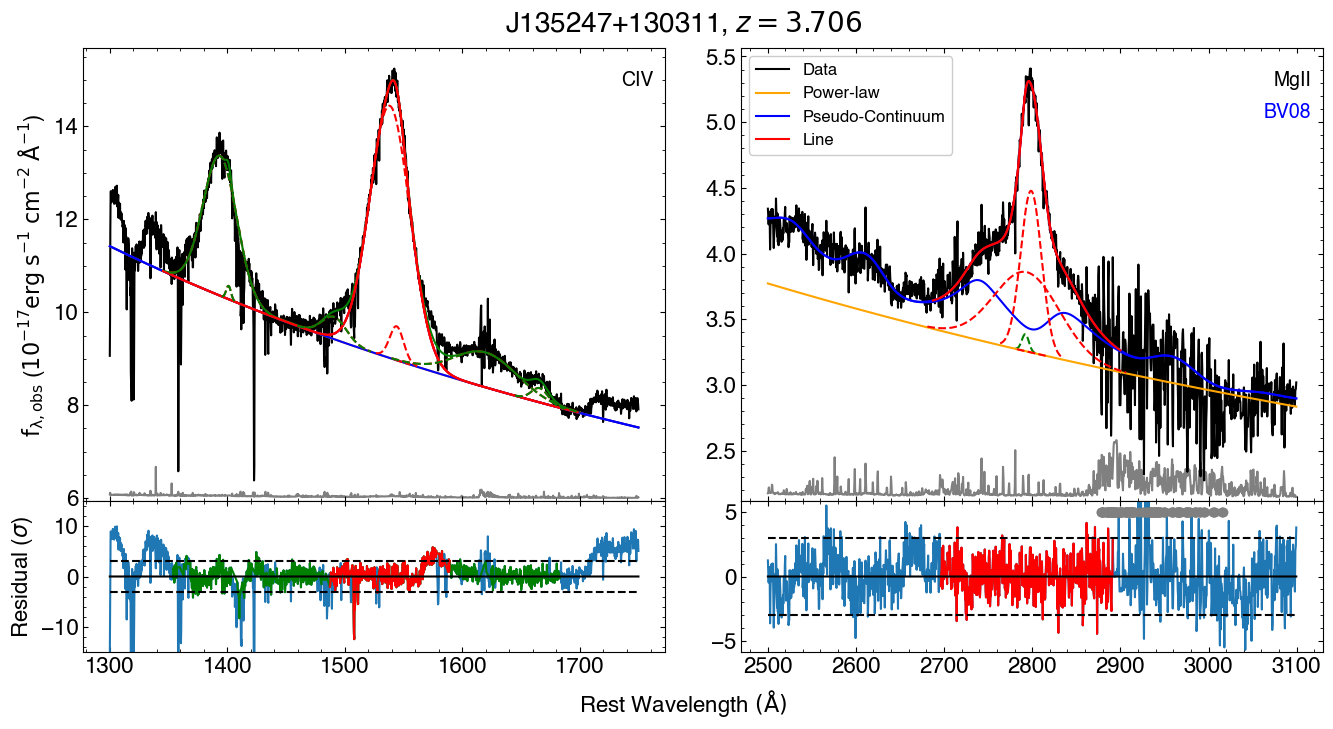 J135247+130311, z = 3.706
CIV
14
12
10
8
6
f_λ,obs (10⁻¹⁷erg s⁻¹ cm⁻² Å⁻¹)
Data
Power-law
Pseudo-Continuum
Line
MgII
BV08
5.5
5.0
4.5
4.0
3.5
3.0
2.5
10
0
−10
Residual (σ)
1300 1400 1500 1600 1700
5
0
−5
2500 2600 2700 2800 2900 3000 3100
Rest Wavelength (Å)